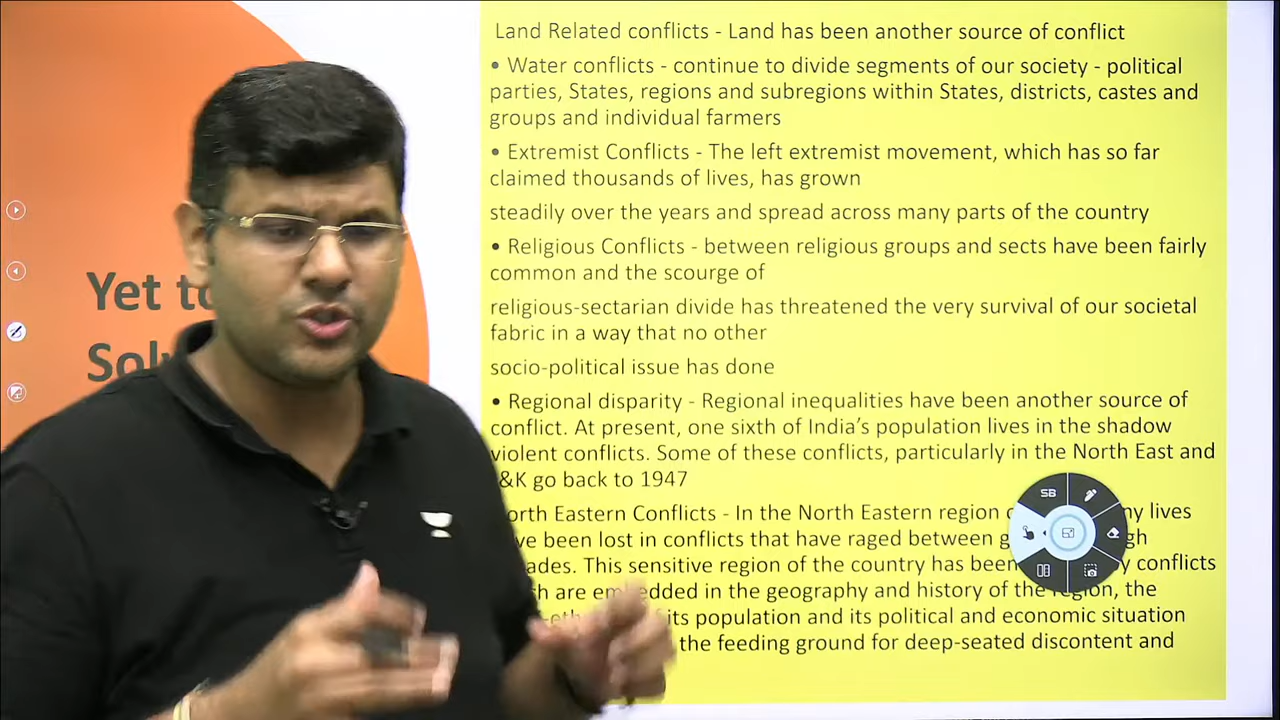 Yet to
Sol
Land Related conflicts - Land has been another source of conflict
• Water conflicts - continue to divide segments of our society - political
parties, States, regions and subregions within States, districts, castes and
groups and individual farmers
• Extremist Conflicts - The left extremist movement, which has so far
claimed thousands of lives, has grown
steadily over the years and spread across many parts of the country
• Religious Conflicts - between religious groups and sects have been fairly
common and the scourge of
religious-sectarian divide has threatened the very survival of our societal
fabric in a way that no other
socio-political issue has done
• Regional disparity - Regional inequalities have been another source of
conflict. At present, one sixth of India's population lives in the shadow
violent conflicts. Some of these conflicts, particularly in the North East and
&K go back to 1947
orth Eastern Conflicts - In the North Eastern region lives
been lost in conflicts that have raged between
This sensitive region of the country has been conflicts
are embedded in the geography and history of the region, the
its population and its political and economic situation
the feeding ground for deep-seated discontent and
SB